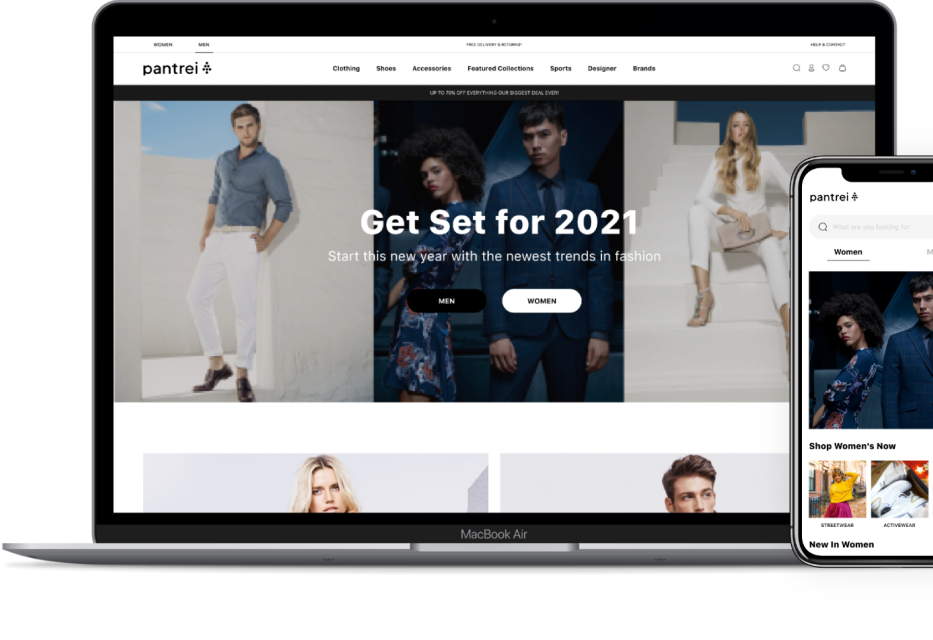 WOMEN MEN FREE DELIVERY & RETURNS* HELP & CONTACT
pantrei
Clothing Shoes Accessories Featured Collections Sports Designer Brands
UP TO 70% OFF EVERYTHING OUR BIGGEST DEAL EVER!
Get Set for 2021
Start this new year with the newest trends in fashion
MEN WOMEN
MacBook Air
pantrei
What are you looking for
Women M
Shop Women's Now
STREETWEAR ACTIVEWEAR
New In Women